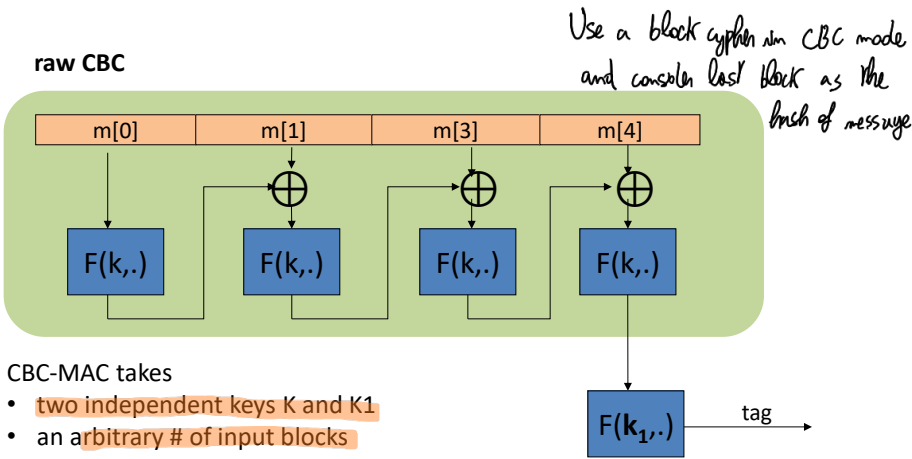 Use a block cypher in CBC mode
and consider last block as the
hash of message
raw CBC
m[0] m[1] m[3] m[4]
F(k,.) F(k,.) F(k,.) F(k,.)
CBC-MAC takes
• two independent keys K and K1
• an arbitrary # of input blocks
F(k₁,.) tag